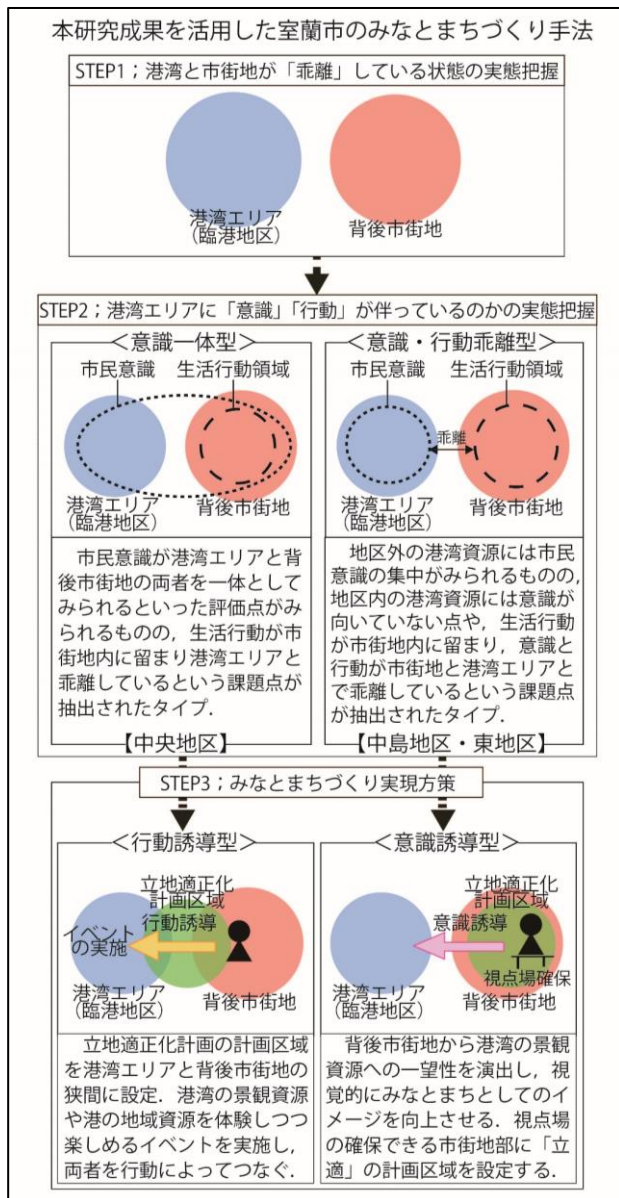 本研究成果を活用した室蘭市のみなとまちづくり手法
STEP1；港湾と市街地が「乖離」している状態の実態把握
港湾エリア
(臨港地区)
背後市街地
STEP2；港湾エリアに「意識」「行動」が伴っているのかの実態把握
＜意識一体型＞
市民意識
生活行動領域
港湾エリア
(臨港地区)
背後市街地
市民意識が港湾エリアと背
後市街地の両者を一体として
みられるといった評価点がみ
られるものの，生活行動が市
街地内に留まり港湾エリアと
乖離しているという課題点が
抽出されたタイプ．
【中央地区】
＜意識・行動乖離型＞
市民意識
生活行動領域
乖離
港湾エリア
(臨港地区)
背後市街地
地区外の港湾資源には市民
意識の集中がみられるものの，
地区内の港湾資源には意識が
向いていない点や，生活行動
が市街地内に留まり，意識と
行動が市街地と港湾エリアと
で乖離しているという課題点
が抽出されたタイプ．
【中島地区・東地区】
STEP3；みなとまちづくり実現方策
＜行動誘導型＞
立地適正化
計画区域
行動誘導
イベント
の実施
港湾エリア
(臨港地区)
背後市街地
立地適正化計画の計画区域
を港湾エリアと背後市街地の
狭間に設定．港湾の景観資源
や港の地域資源を体験しつつ
楽しめるイベントを実施し，
両者を行動によってつなぐ．
＜意識誘導型＞
立地適正化
計画区域
意識誘導
視点場確保
港湾エリア
(臨港地区)
背後市街地
背後市街地から港湾の景観
資源への一望性を演出し，視
覚的にみなとまちとしてのイ
メージを向上させる．視点場
の確保できる市街地部に「立
適」の計画区域を設定する．